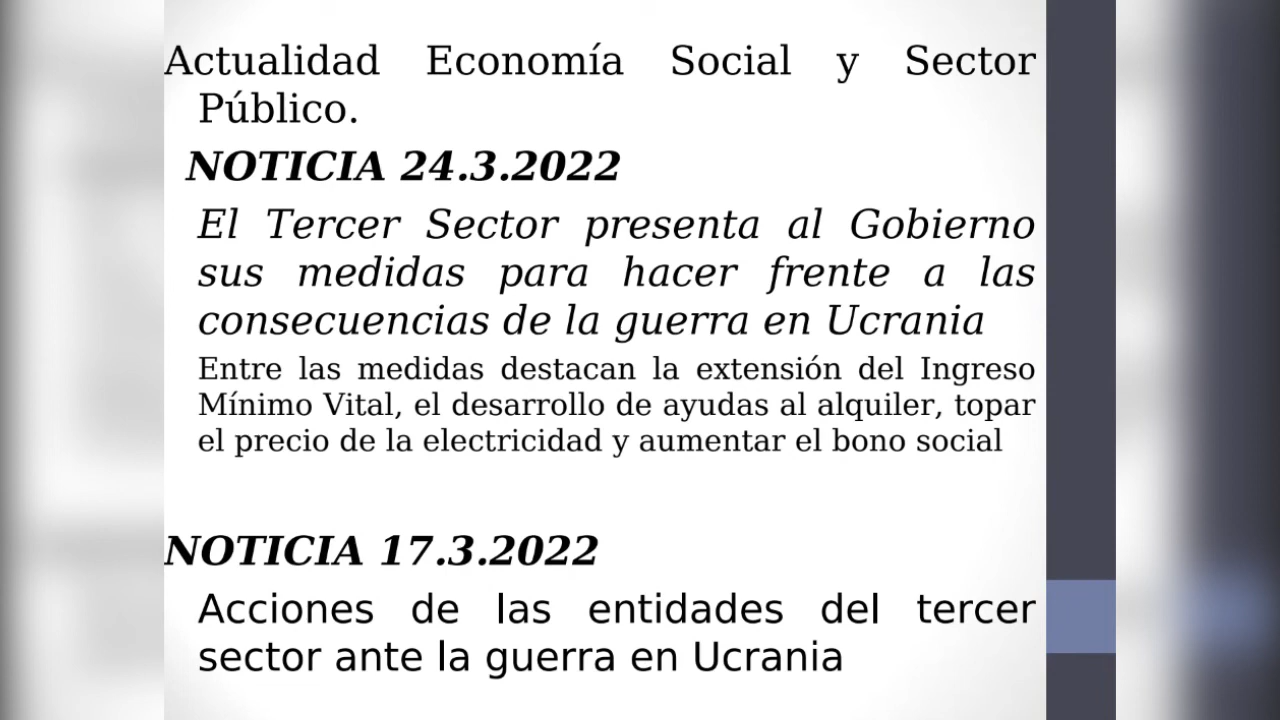 Actualidad Economía Social y Sector
Público.
NOTICIA 24.3.2022
El Tercer Sector presenta al Gobierno
sus medidas para hacer frente a las
consecuencias de la guerra en Ucrania
Entre las medidas destacan la extensión del Ingreso
Mínimo Vital, el desarrollo de ayudas al alquiler, topar
el precio de la electricidad y aumentar el bono social
NOTICIA 17.3.2022
Acciones de las entidades del tercer
sector ante la guerra en Ucrania